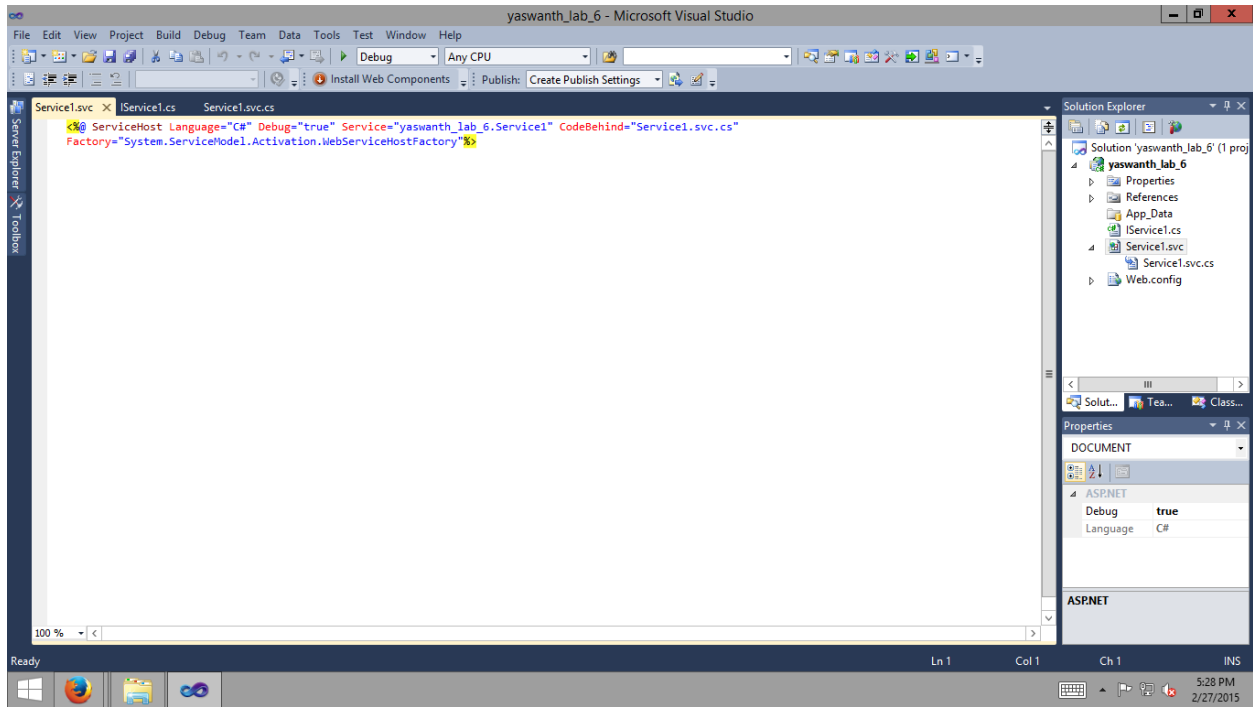 yaswanth_lab_6 - Microsoft Visual Studio
File Edit View Project Build Debug Team Data Tools Test Window Help
Debug Any CPU
Install Web Components Publish: Create Publish Settings
Server Explorer
Toolbox
Service1.svc IService1.cs Service1.svc.cs
<%@ ServiceHost Language="C#" Debug="true" Service="yaswanth_lab_6.Service1" CodeBehind="Service1.svc.cs"
Factory="System.ServiceModel.Activation.WebServiceHostFactory"%>
100 %
Solution Explorer
Solution 'yaswanth_lab_6' (1 proj
yaswanth_lab_6
Properties
References
App_Data
IService1.cs
Service1.svc
Service1.svc.cs
Web.config
Solut... Tea... Class...
Properties
DOCUMENT
ASP.NET
Debug true
Language C#
ASP.NET
Ready Ln 1 Col 1 Ch 1 INS
5:28 PM
2/27/2015